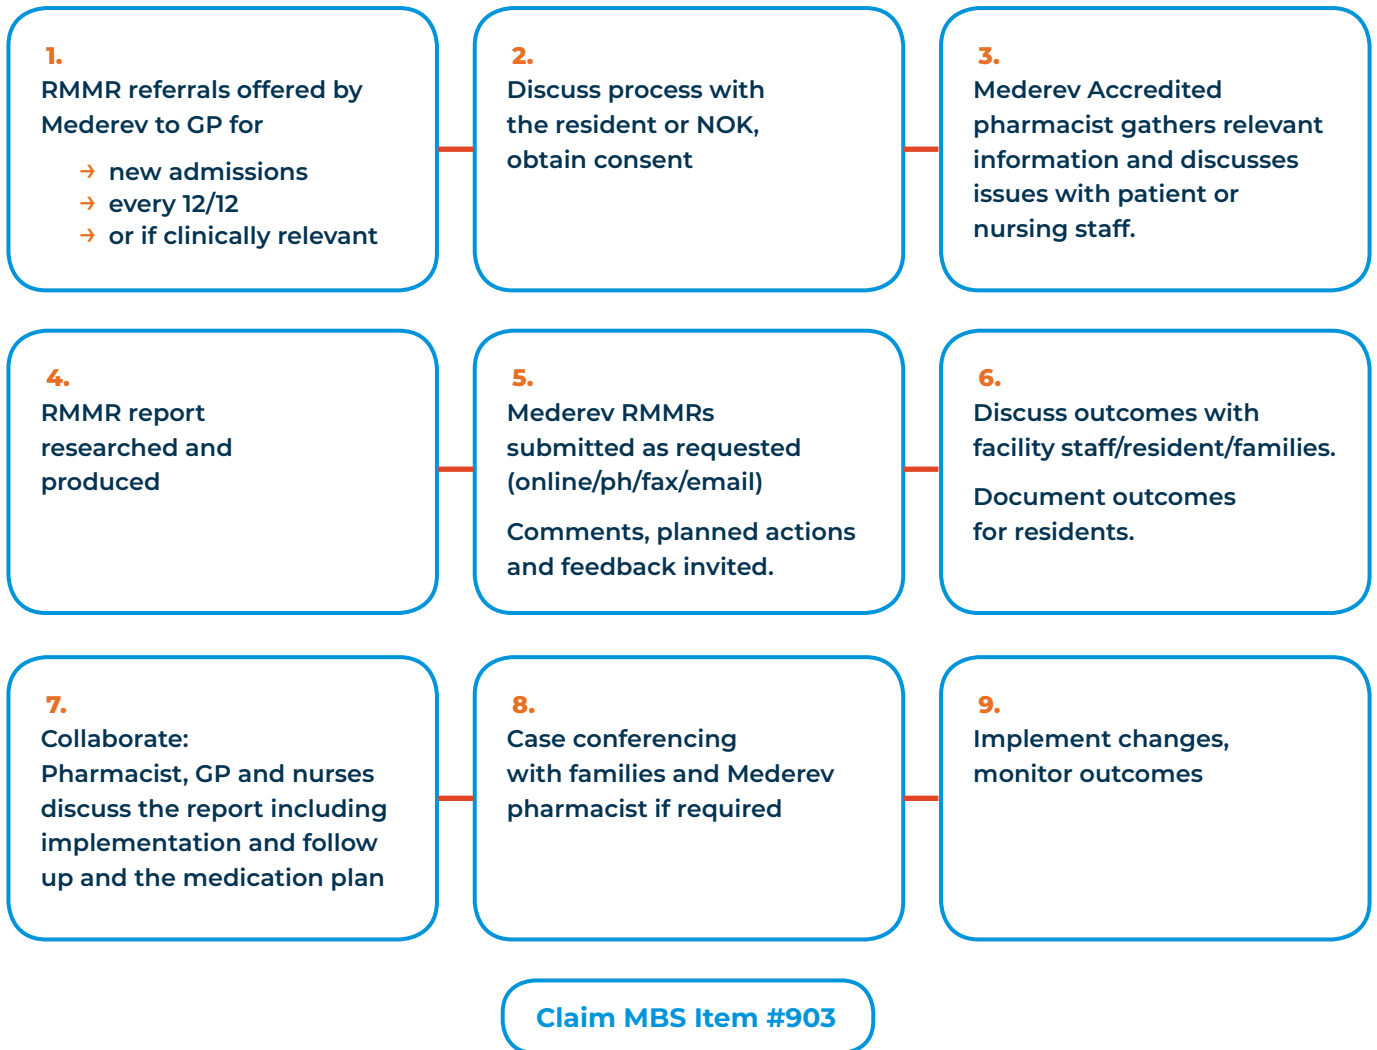 1.
RMMR referrals offered by
Mederev to GP for
→ new admissions
→ every 12/12
→ or if clinically relevant
2.
Discuss process with
the resident or NOK,
obtain consent
3.
Mederev Accredited
pharmacist gathers relevant
information and discusses
issues with patient or
nursing staff.
4.
RMMR report
researched and
produced
5.
Mederev RMMRs
submitted as requested
(online/ph/fax/email)
Comments, planned actions
and feedback invited.
6.
Discuss outcomes with
facility staff/resident/families.
Document outcomes
for residents.
7.
Collaborate:
Pharmacist, GP and nurses
discuss the report including
implementation and follow
up and the medication plan
8.
Case conferencing
with families and Mederev
pharmacist if required
9.
Implement changes,
monitor outcomes
Claim MBS Item #903